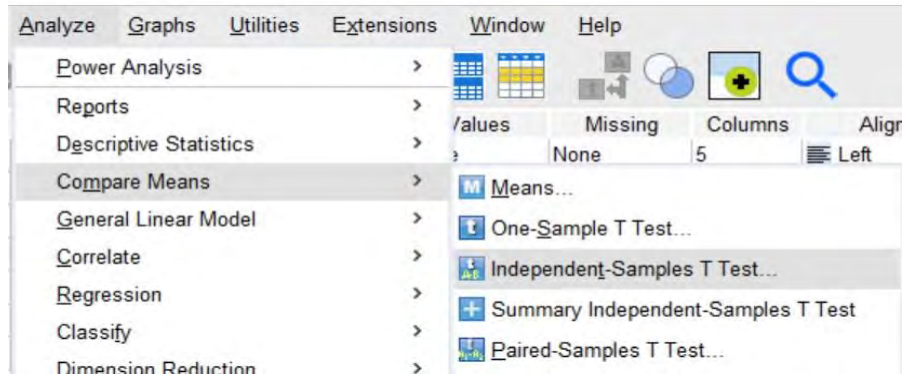 Analyze Graphs Utilities Extensions Window Help
Power Analysis
Reports
Descriptive Statistics
Compare Means
General Linear Model
Correlate
Regression
Classify
Dimension Reduction
Values Missing Columns Align
None 5 Left
Means...
One-Sample T Test...
Independent-Samples T Test...
Summary Independent-Samples T Test
Paired-Samples T Test...